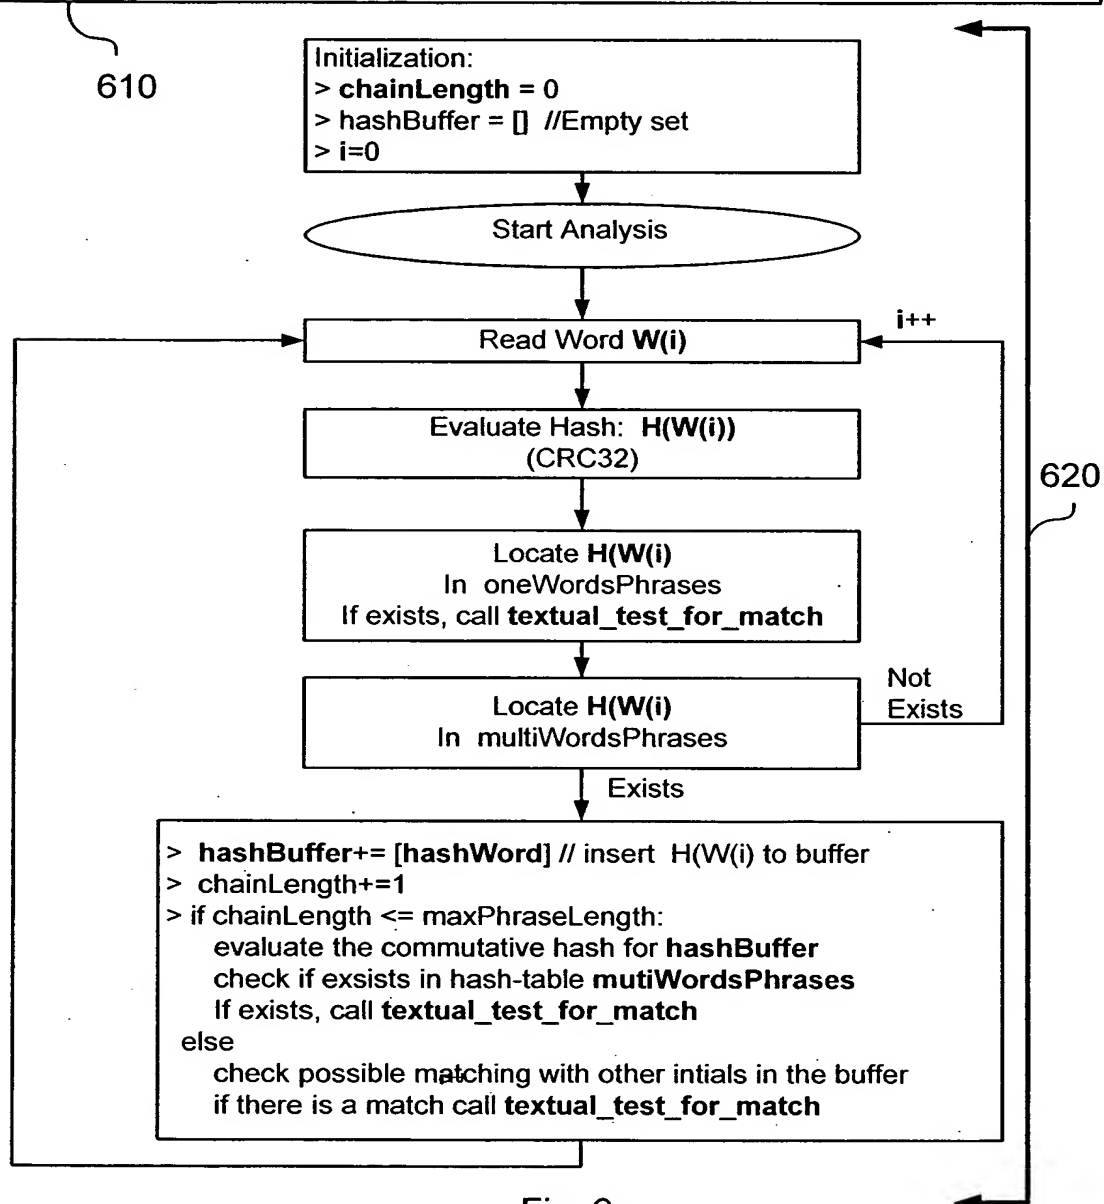 610
Initialization:
> chainLength = 0
> hashBuffer = [] //Empty set
> i=0
Start Analysis
i++
Read Word W(i)
Evaluate Hash: H(W(i))
(CRC32)
620
Locate H(W(i)
In oneWordsPhrases
If exists, call textual_test_for_match
Not
Exists
Locate H(W(i)
In multiWordsPhrases
Exists
> hashBuffer+= [hashWord] // insert H(W(i) to buffer
> chainLength+=1
> if chainLength <= maxPhraseLength:
evaluate the commutative hash for hashBuffer
check if exsists in hash-table mutiWordsPhrases
If exists, call textual_test_for_match
else
check possible matching with other intials in the buffer
if there is a match call textual_test_for_match